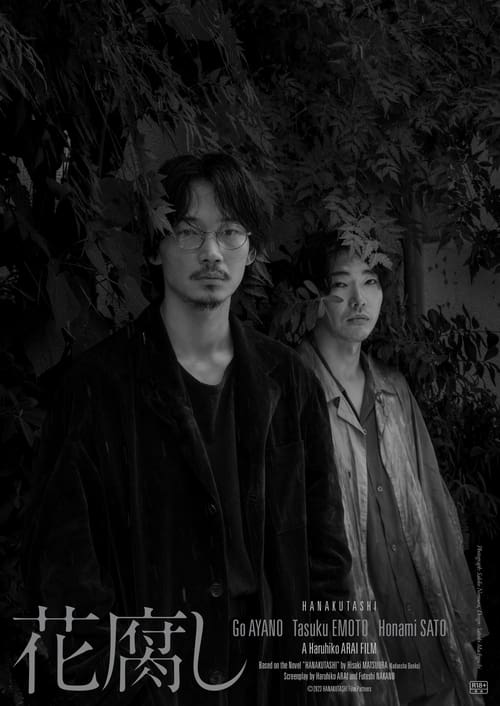 HANAKUTASHI
花腐し
Go AYANO Tasuku EMOTO Honami SATO
A Haruhiko ARAI FILM
Based on the Novel "HANAKUTASHI" by Hisaki MATSUURA (Kodansha Bunko)
Screenplay by Haruhiko ARAI and Futoshi NAKANO
©2023 HANAKUTASHI Film Partners
R18+